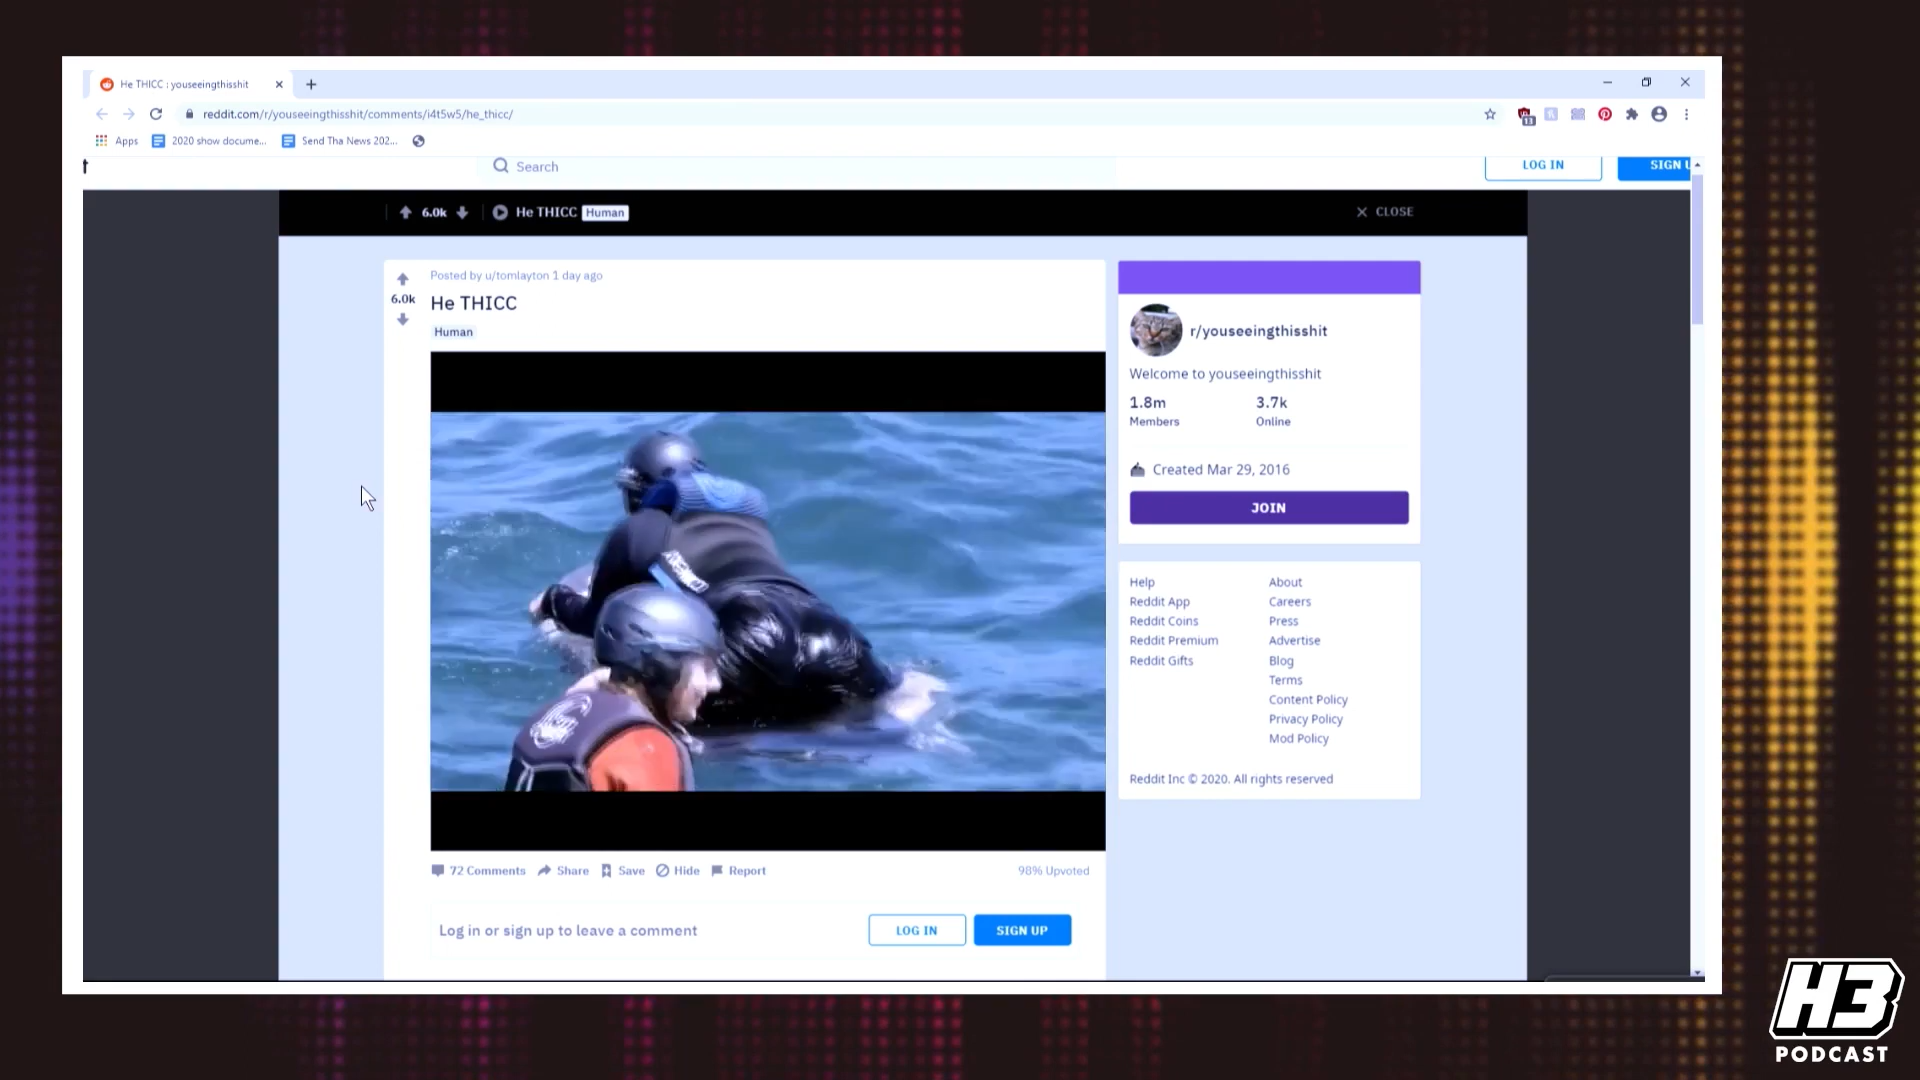 He THICC : youseeingthisshit
reddit.com/r/youseeingthisshit/comments/i4t5w5/he_thicc/
13
Apps
2020 show docume...
Send Tha News 202...
t
Search
LOG IN
SIGN U
6.0k
He THICC Human
CLOSE
Posted by u/tomlayton 1 day ago
6.0k
He THICC
Human
r/youseeingthisshit
Welcome to youseeingthisshit
1.8m
3.7k
Members
Online
Created Mar 29, 2016
JOIN
Help
About
Reddit App
Careers
Reddit Coins
Press
Reddit Premium
Advertise
Reddit Gifts
Blog
Terms
Content Policy
Privacy Policy
Mod Policy
Reddit Inc © 2020. All rights reserved
72 Comments
Share
Save
Hide
Report
98% Upvoted
Log in or sign up to leave a comment
LOG IN
SIGN UP
H3
PODCAST